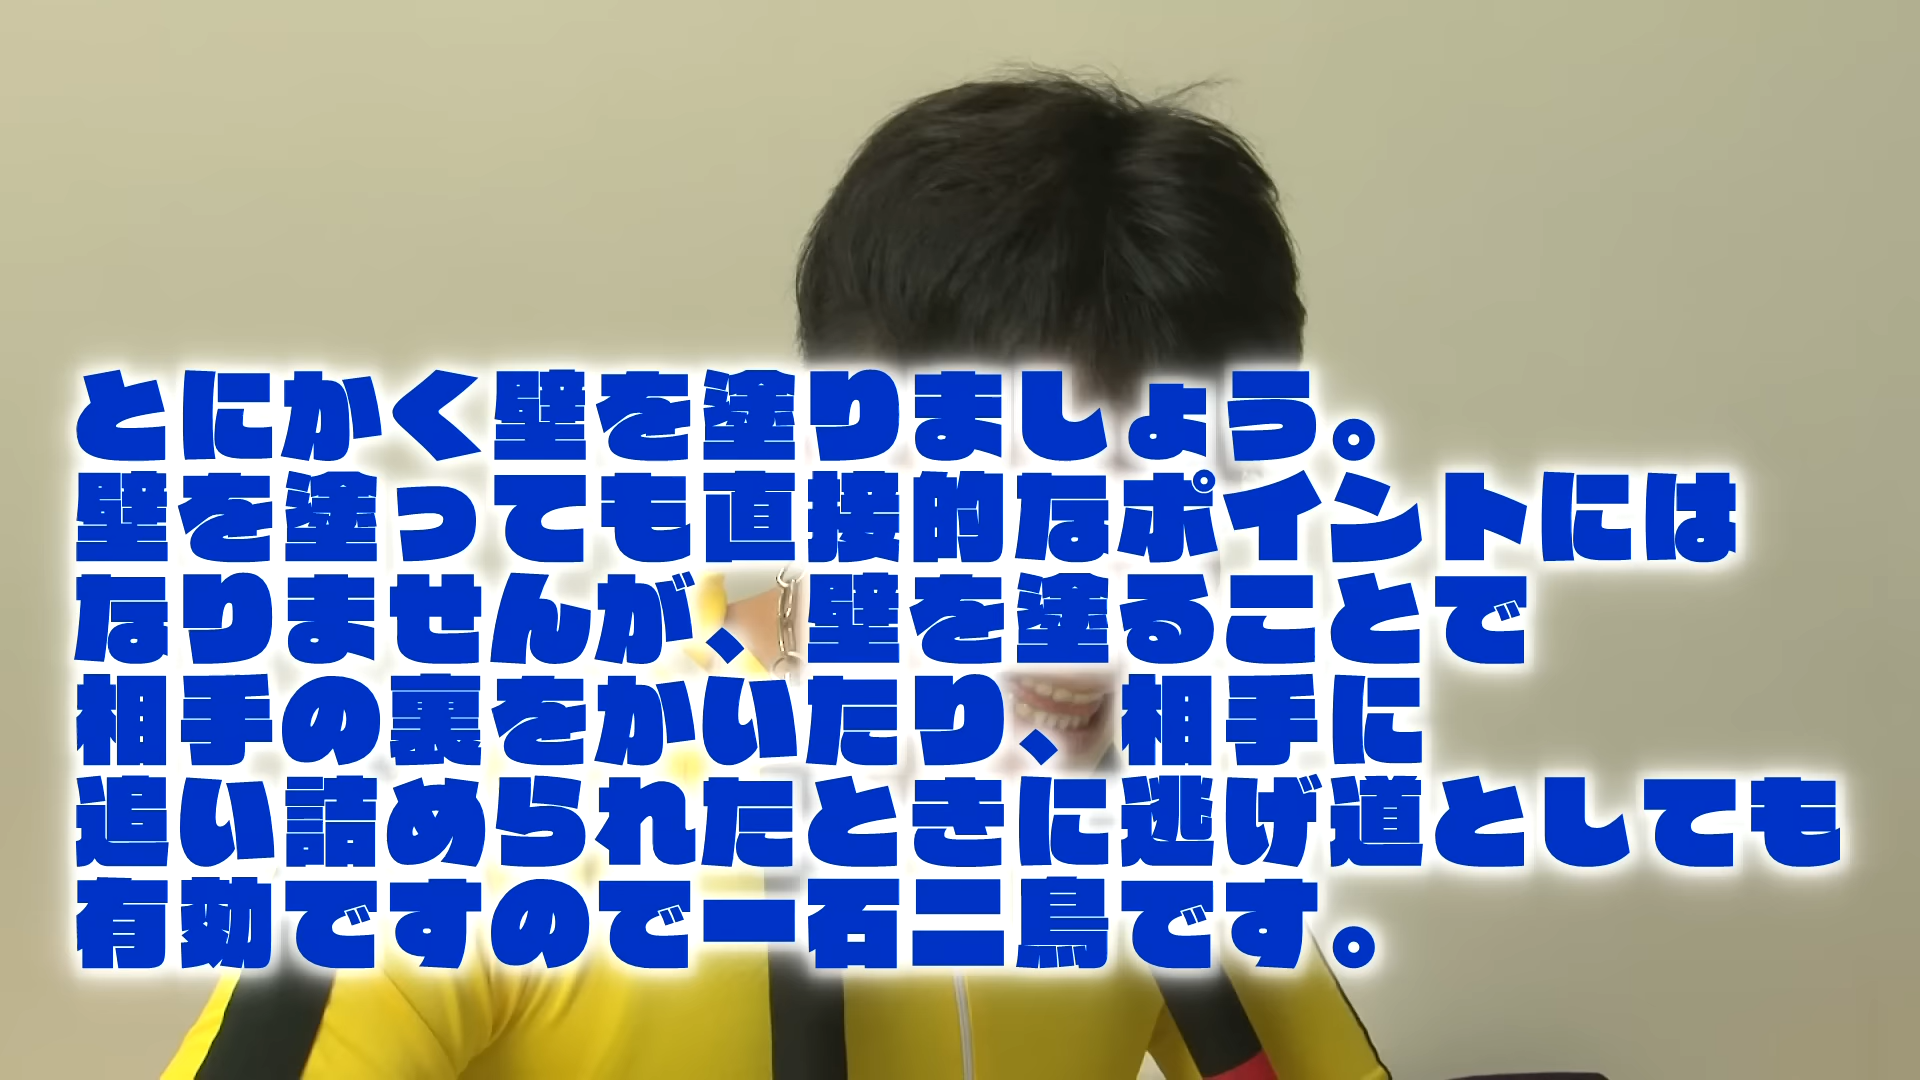 とにかく壁を塗りましょう。
壁を塗っても直接的なポイントには
なりませんが、壁を塗ることで
相手の裏をかいたり、相手に
追い詰められたときに逃げ道としても
有効ですので一石二鳥です。